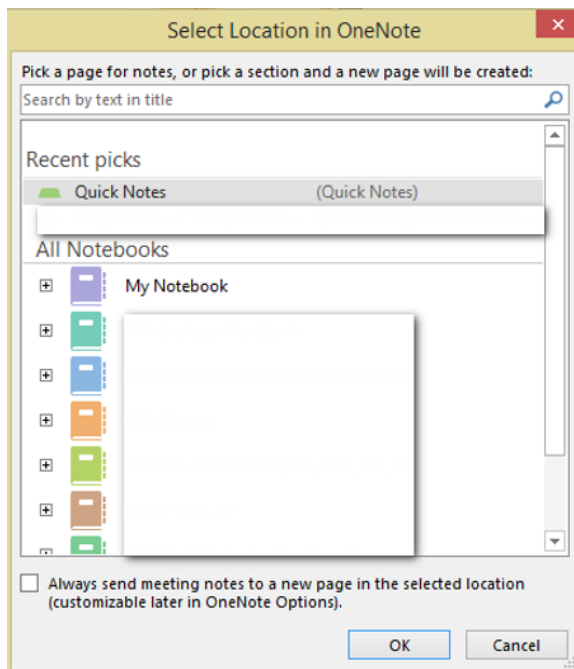 Select Location in OneNote
Pick a page for notes, or pick a section and a new page will be created:
Search by text in title
Recent picks
Quick Notes (Quick Notes)
All Notebooks
My Notebook
Always send meeting notes to a new page in the selected location
(customizable later in OneNote Options).
OK Cancel